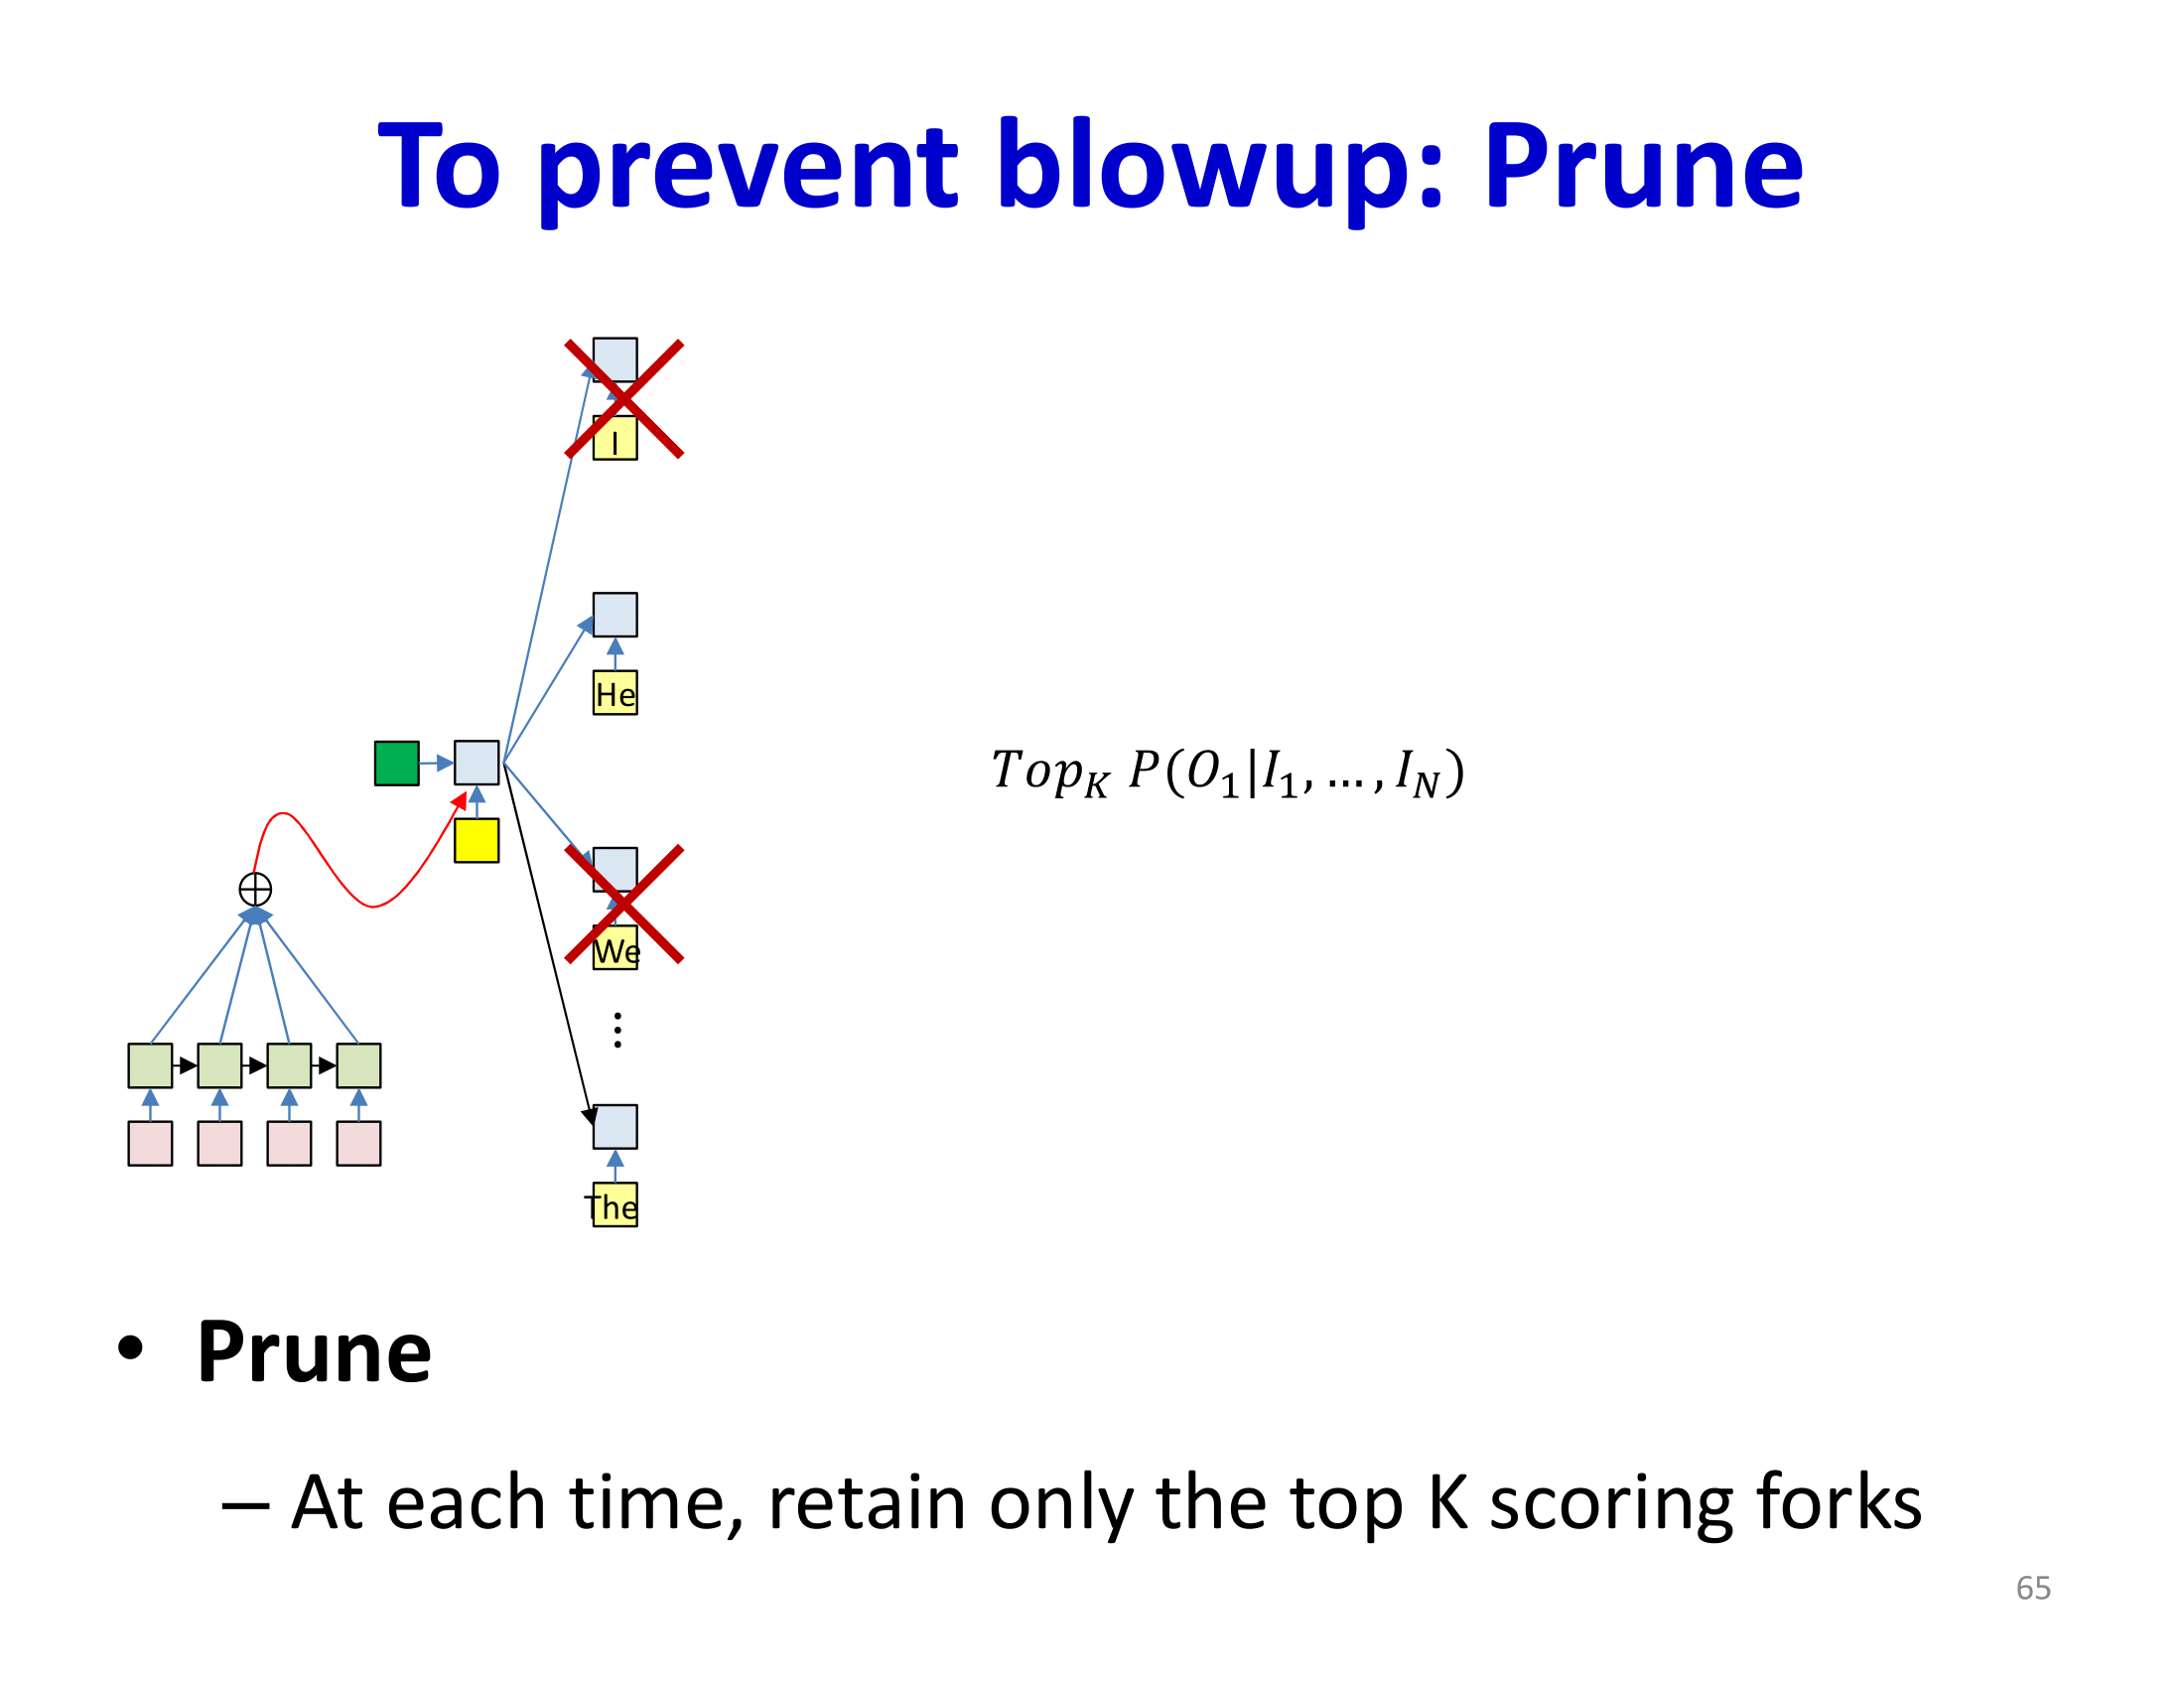 To prevent blowup: Prune
I
He
We
⋮
The
Top_K P(O_1|I_1, …, I_N)
• Prune
– At each time, retain only the top K scoring forks
65